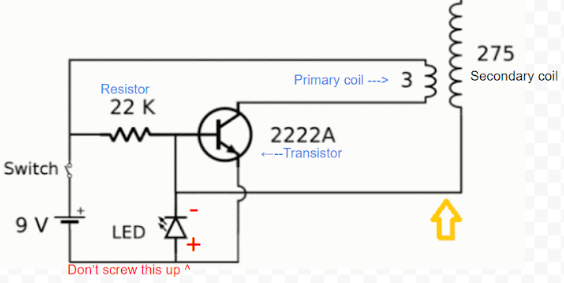 275
Secondary coil
Primary coil ---> 3
Resistor
22 K
2222A
<---Transistor
Switch
+
9 V
-
LED
+
Don't screw this up ^